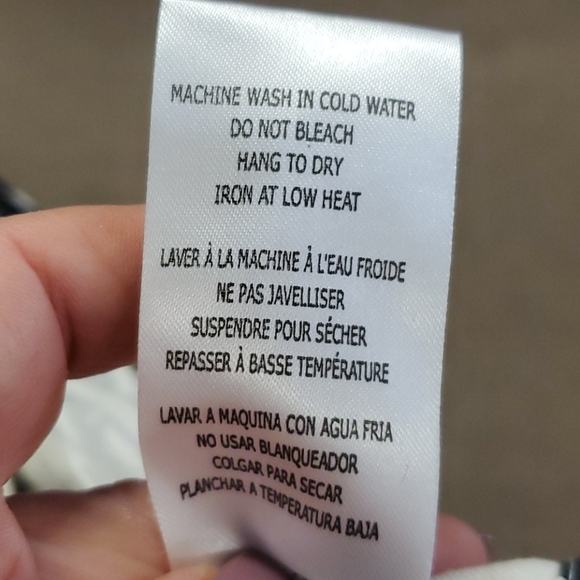 MACHINE WASH IN COLD WATER
DO NOT BLEACH
HANG TO DRY
IRON AT LOW HEAT
LAVER À LA MACHINE À L'EAU FROIDE
NE PAS JAVELLISER
SUSPENDRE POUR SÉCHER
REPASSER À BASSE TEMPÉRATURE
LAVAR A MAQUINA CON AGUA FRIA
NO USAR BLANQUEADOR
COLGAR PARA SECAR
PLANCHAR A TEMPERATURA BAJA